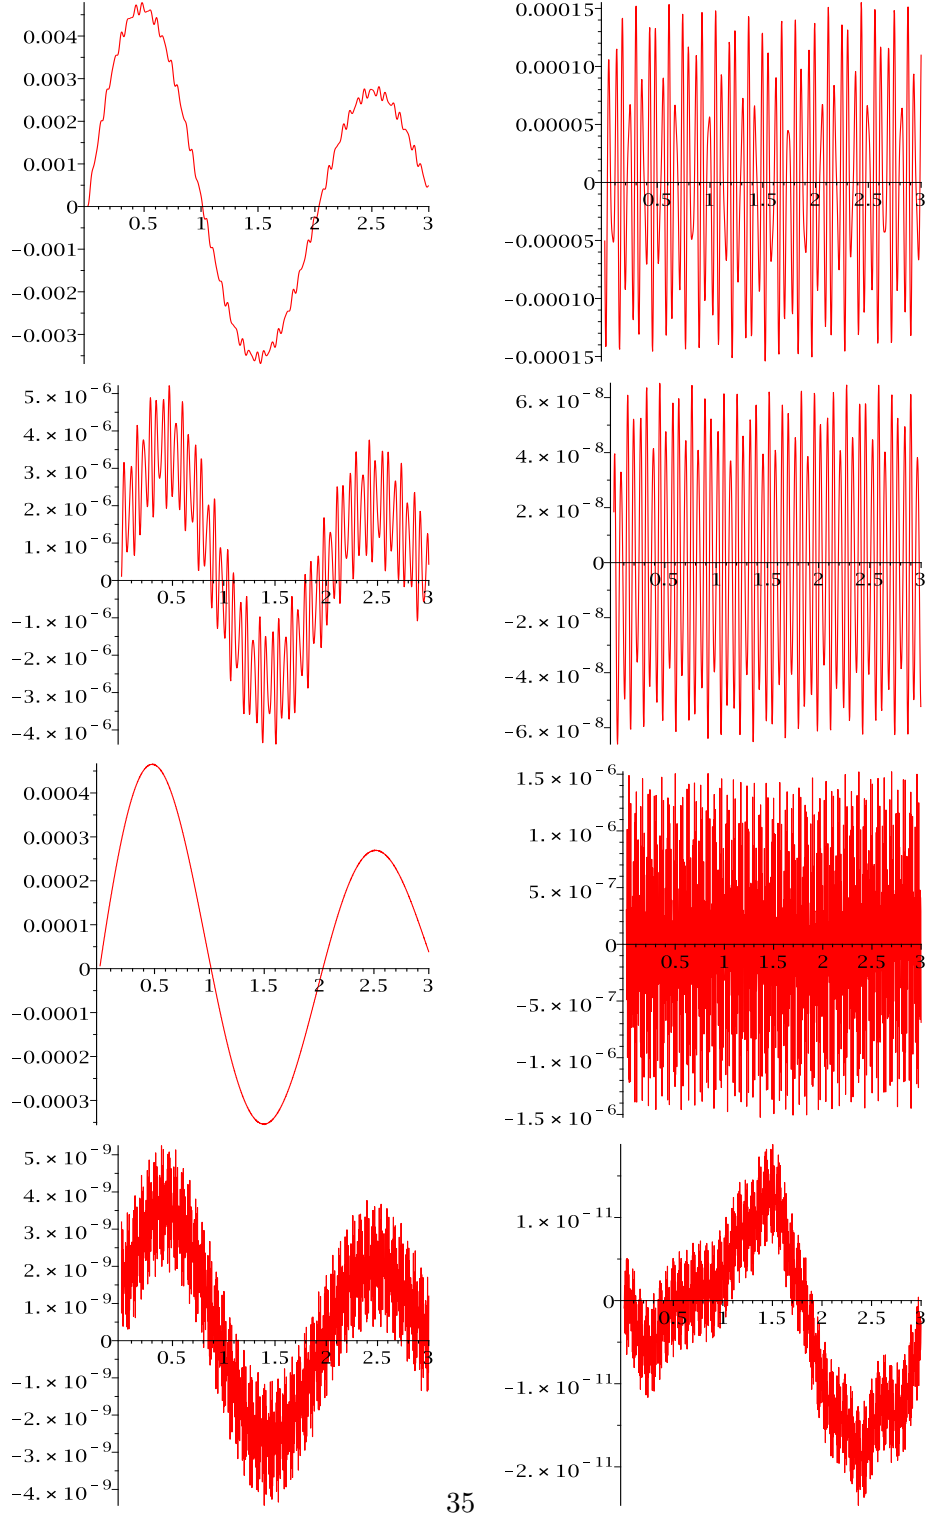 0.004
0.003
0.002
0.001
0
−0.001
−0.002
−0.003
0.5 1 1.5 2 2.5 3
0.00015
0.00010
0.00005
0
−0.00005
−0.00010
−0.00015
0.5 1 1.5 2 2.5 3
5. × 10⁻⁶
4. × 10⁻⁶
3. × 10⁻⁶
2. × 10⁻⁶
1. × 10⁻⁶
0
−1. × 10⁻⁶
−2. × 10⁻⁶
−3. × 10⁻⁶
−4. × 10⁻⁶
0.5 1 1.5 2 2.5 3
6. × 10⁻⁸
4. × 10⁻⁸
2. × 10⁻⁸
0
−2. × 10⁻⁸
−4. × 10⁻⁸
−6. × 10⁻⁸
0.5 1 1.5 2 2.5 3
0.0004
0.0003
0.0002
0.0001
0
−0.0001
−0.0002
−0.0003
0.5 1 1.5 2 2.5 3
1.5 × 10⁻⁶
1. × 10⁻⁶
5. × 10⁻⁷
0
−5. × 10⁻⁷
−1. × 10⁻⁶
−1.5 × 10⁻⁶
0.5 1 1.5 2 2.5 3
5. × 10⁻⁹
4. × 10⁻⁹
3. × 10⁻⁹
2. × 10⁻⁹
1. × 10⁻⁹
0
−1. × 10⁻⁹
−2. × 10⁻⁹
−3. × 10⁻⁹
−4. × 10⁻⁹
0.5 1 1.5 2 2.5 3
1. × 10⁻¹¹
0
−1. × 10⁻¹¹
−2. × 10⁻¹¹
0.5 1 1.5 2 2.5 3
35